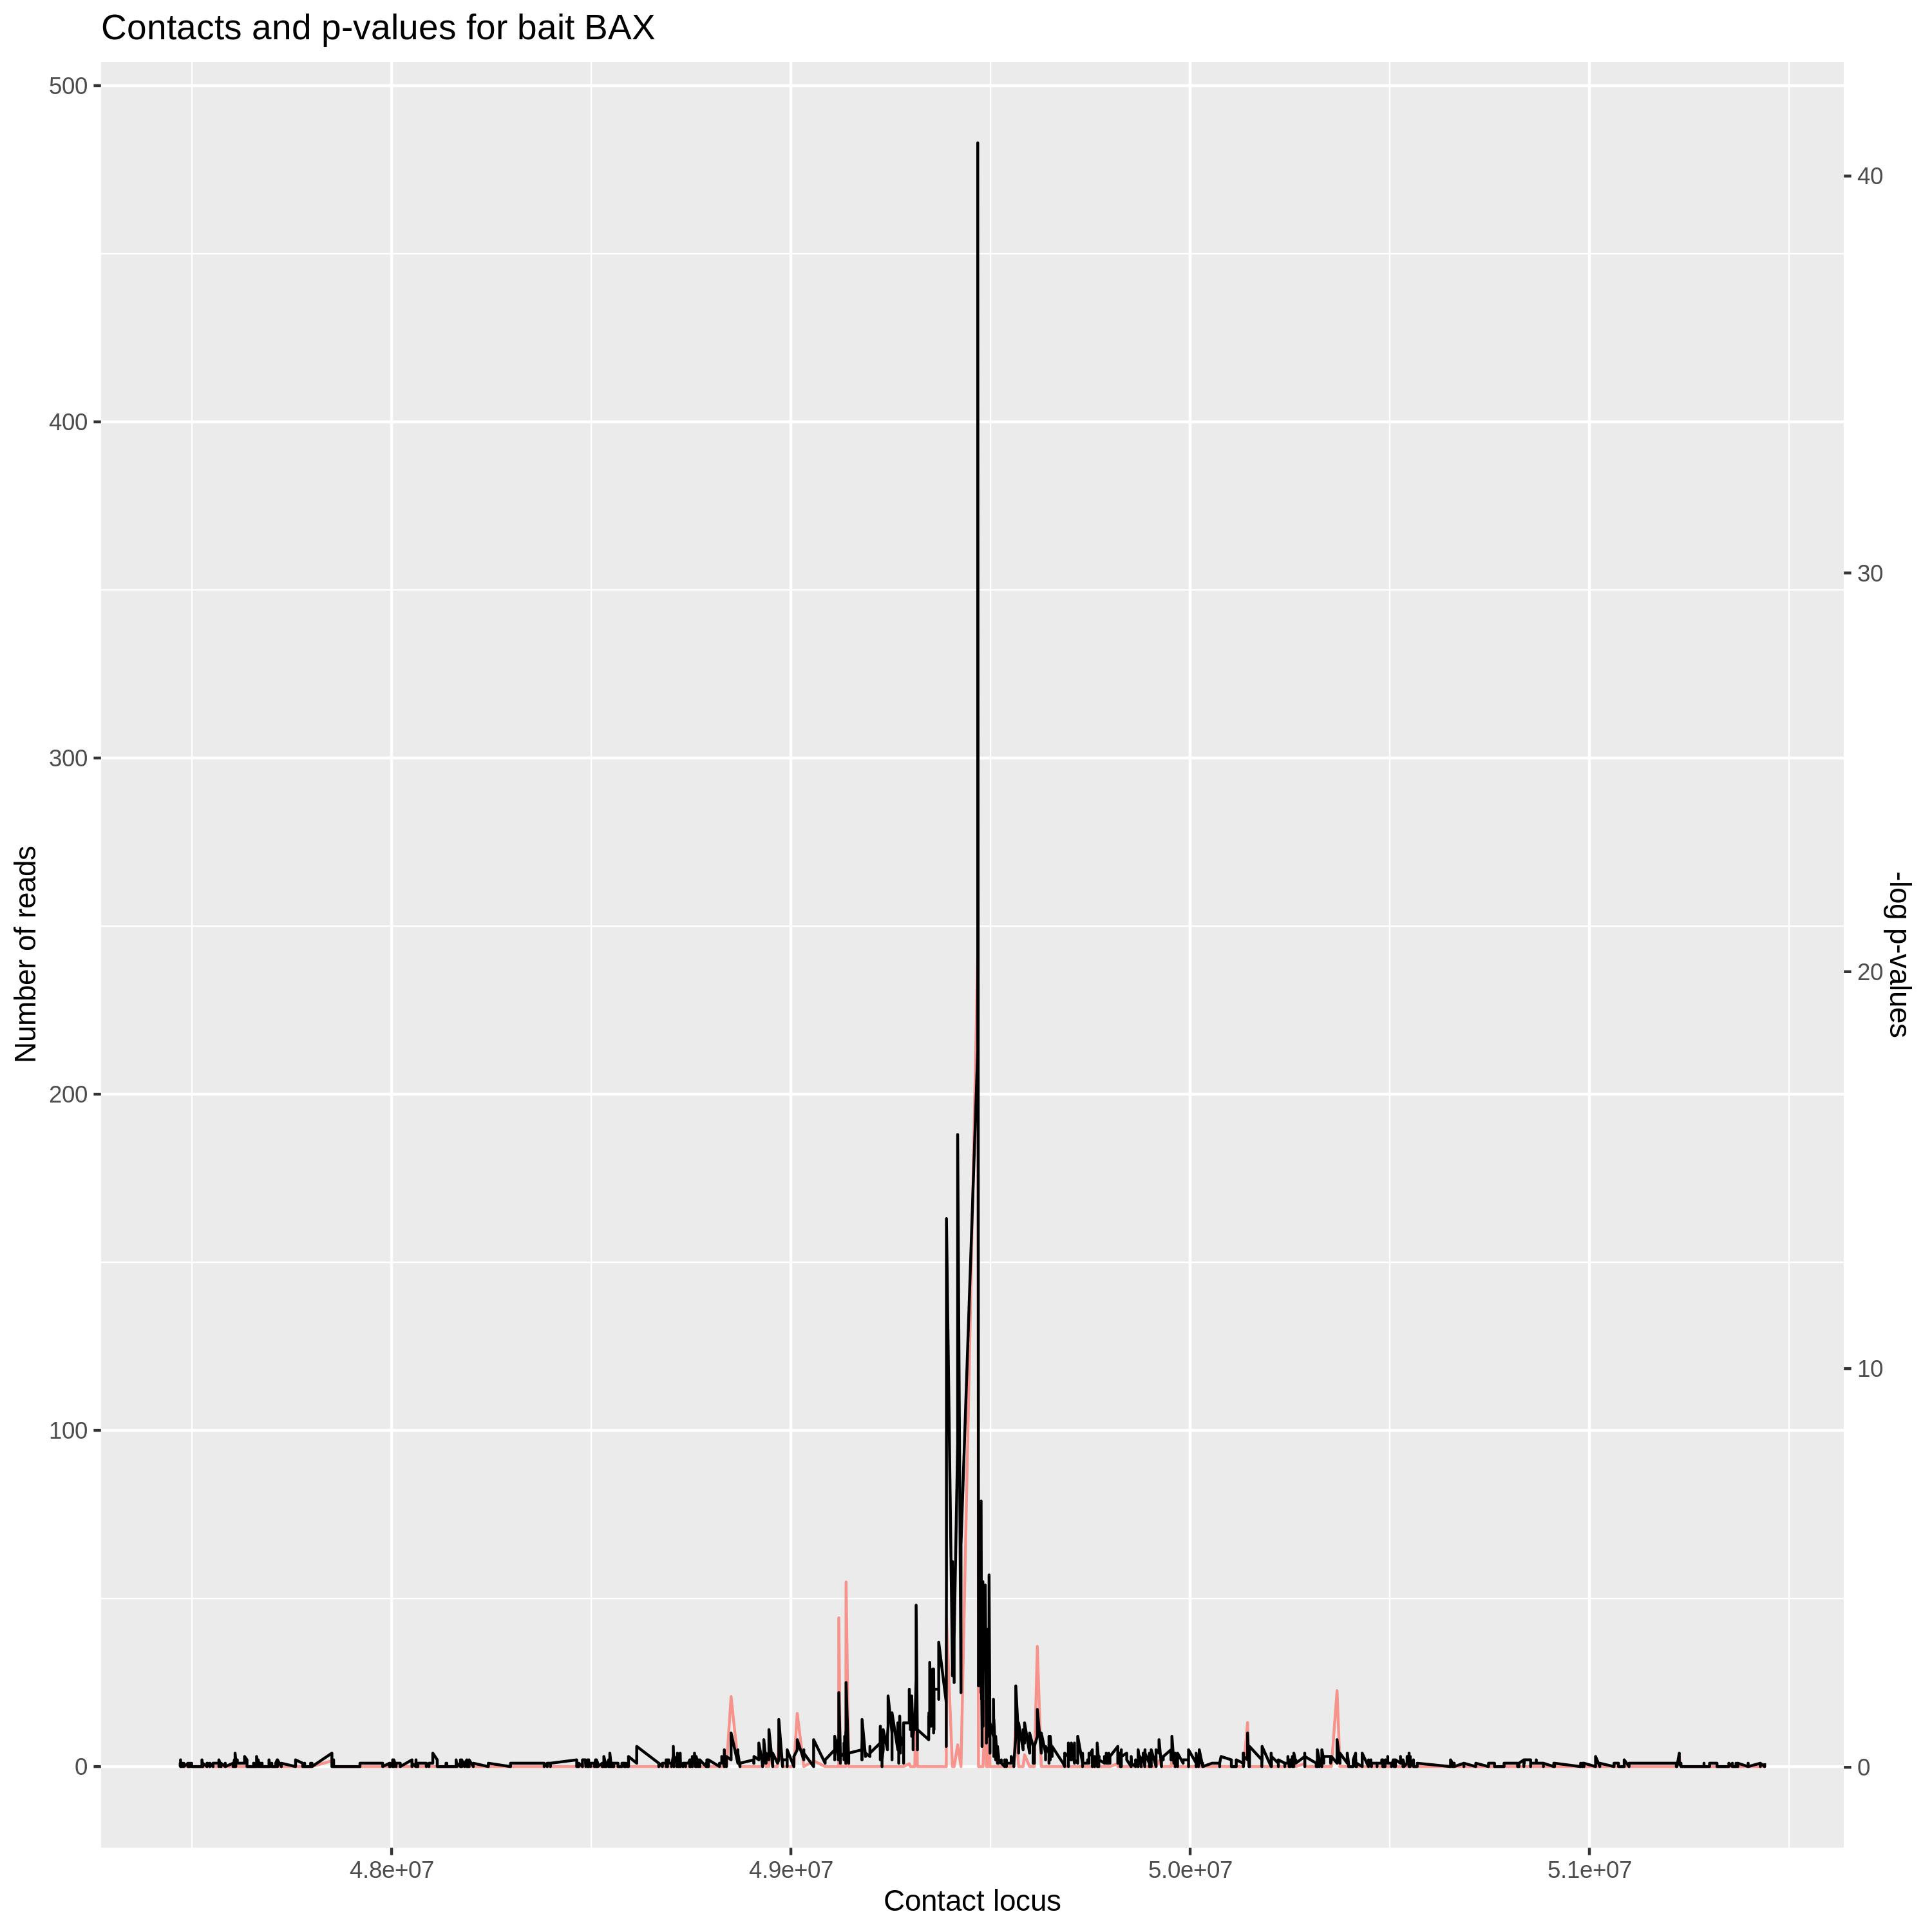 Contacts and p-values for bait BAX
500
400
300
200
100
0
Number of reads
40
30
20
10
0
-log p-values
4.8e+07
4.9e+07
5.0e+07
5.1e+07
Contact locus